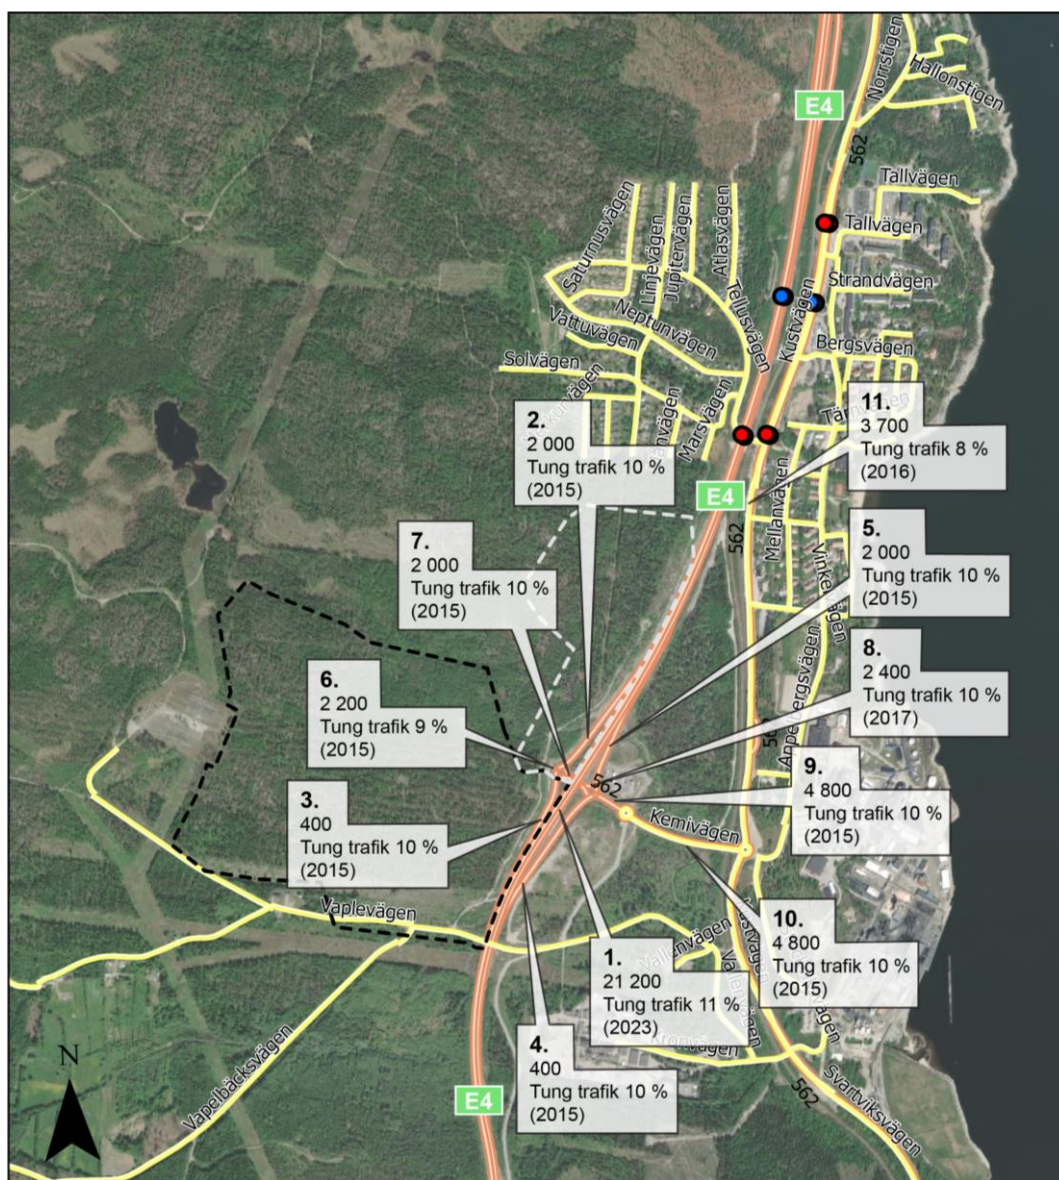 E4
Norrstigen
Hallonstigen
562
Tallvägen
Tallvägen
Saturnusvägen
Linjevägen
Jupitervägen
Atlasvägen
Tellusvägen
Strandvägen
Kustvägen
Neptunvägen
Vattuvägen
Bergsvägen
Solvägen
Marsvägen
2.
2 000
Tung trafik 10 %
(2015)
11.
3 700
Tung trafik 8 %
(2016)
E4
562
Mellanvägen
7.
2 000
Tung trafik 10 %
(2015)
5.
2 000
Tung trafik 10 %
(2015)
6.
2 200
Tung trafik 9 %
(2015)
8.
2 400
Tung trafik 10 %
(2017)
Appelbergsvägen
562
3.
400
Tung trafik 10 %
(2015)
9.
4 800
Tung trafik 10 %
(2015)
Kemivägen
Vaplevägen
Vallenvägen
10.
4 800
Tung trafik 10 %
(2015)
1.
21 200
Tung trafik 11 %
(2023)
4.
400
Tung trafik 10 %
(2015)
Kronvägen
N
Vapelbäcksvägen
E4
562
Svartviksvägen